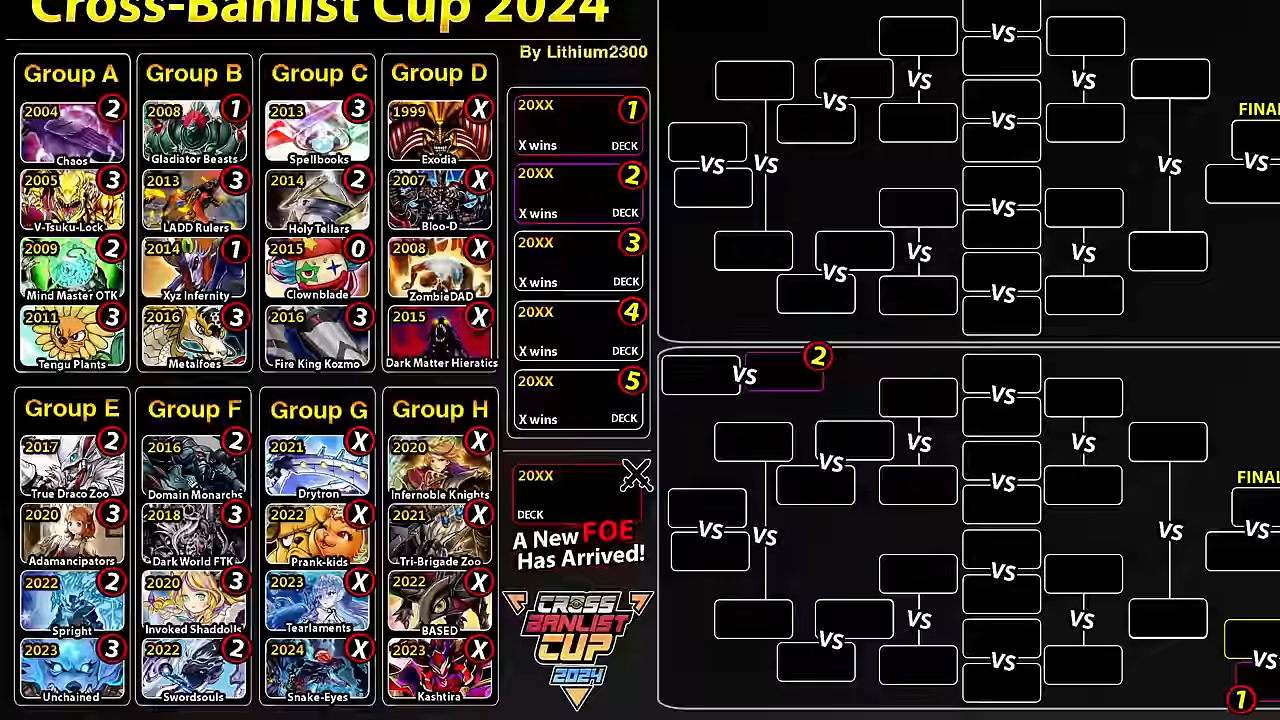 Cross-Banlist Cup 2024
By Lithium2300
Group A
2004 2
Chaos
2005 3
V-Tsuku-Lock
2009 2
Mind Master OTK
2011 3
Tengu Plants
Group B
2008 1
Gladiator Beasts
2013 3
LADD Rulers
2014 1
Xyz Infernity
2016 3
Metalfoes
Group C
2013 3
Spellbooks
2014 2
Holy Tellars
2015 0
Clownblade
2016 3
Fire King Kozmo
Group D
1999 X
Exodia
2007 X
Bloo-D
2008 X
ZombieDAD
2015 X
Dark Matter Hieratics
20XX 1
X wins DECK
20XX 2
X wins DECK
20XX 3
X wins DECK
20XX 4
X wins DECK
20XX 5
X wins DECK
Group E
2017 2
True Draco Zoo
2020 3
Adamancipators
2022 2
Spright
2023 3
Unchained
Group F
2016 2
Domain Monarchs
2018 3
Dark World FTK
2020 3
Invoked Shaddolls
2022 2
Swordsouls
Group G
2021 X
Drytron
2022 X
Prank-kids
2023 X
Tearlaments
2024 X
Snake-Eyes
Group H
2020 X
Infernoble Knights
2021 X
Tri-Brigade Zoo
2022 X
BASED
2023 X
Kashtira
20XX
DECK
A New FOE
Has Arrived!
CROSS
BANLIST
CUP
2024
VS
VS
VS
VS
VS
VS
VS
VS
VS
VS
VS
VS
VS
FINAL
VS
VS
2
VS
VS
VS
VS
VS
VS
VS
VS
VS
VS
VS
VS
VS
FINAL
VS
VS
1